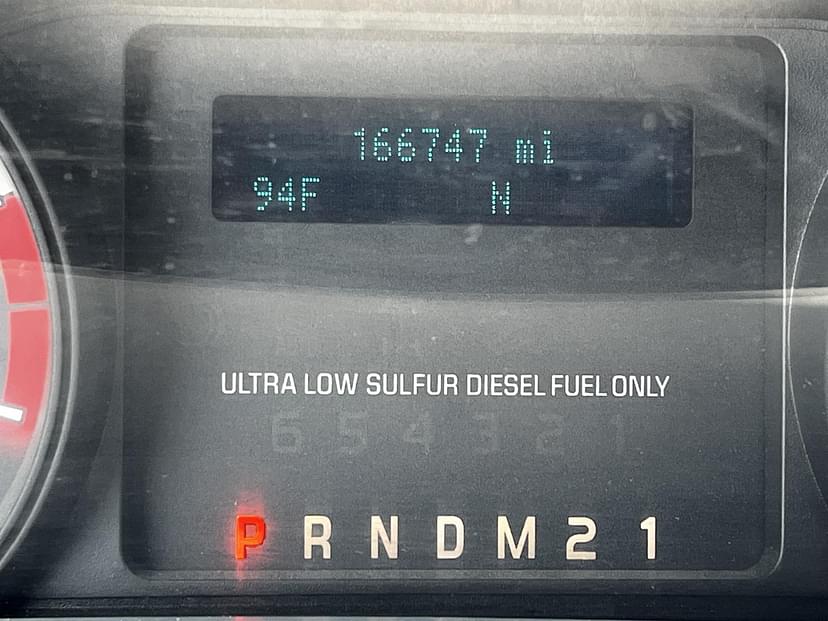 166747 mi
94F N
ULTRA LOW SULFUR DIESEL FUEL ONLY
6 5 4 3 2 1
P R N D M 2 1